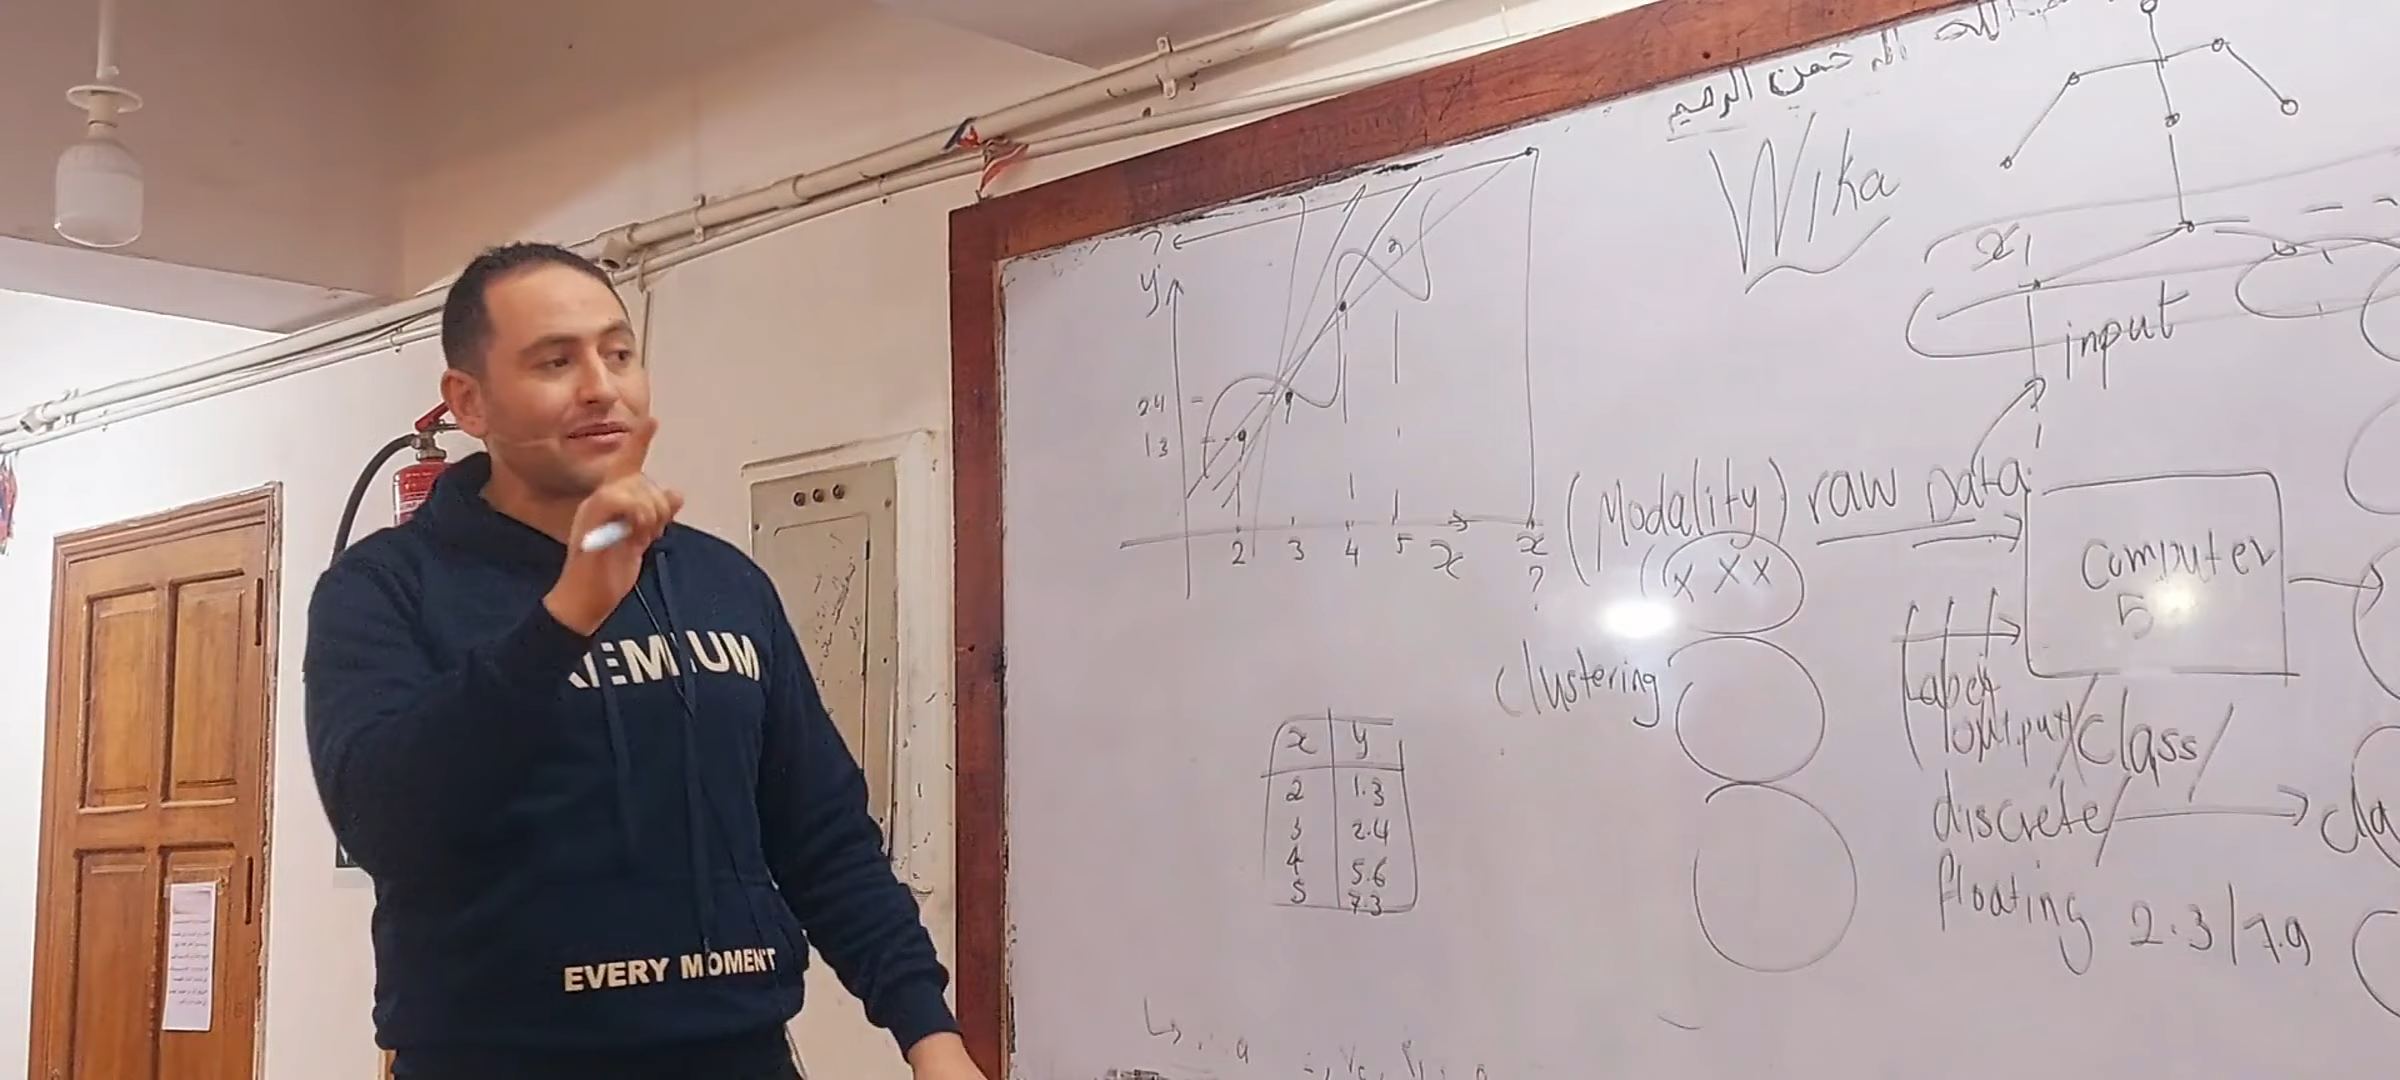 بسم الله الرحمن الرحيم
Wika
x1
input
?
y
2.4
1.3
2 3 4 5 x x
?
(Modality) raw Data
x x x
Computer
5
clustering
Label
output/class/
discrete/
floating 2.3/7.9
x y
2 1.3
3 2.4
4 5.6
5 7.3
EVERY MOMENT